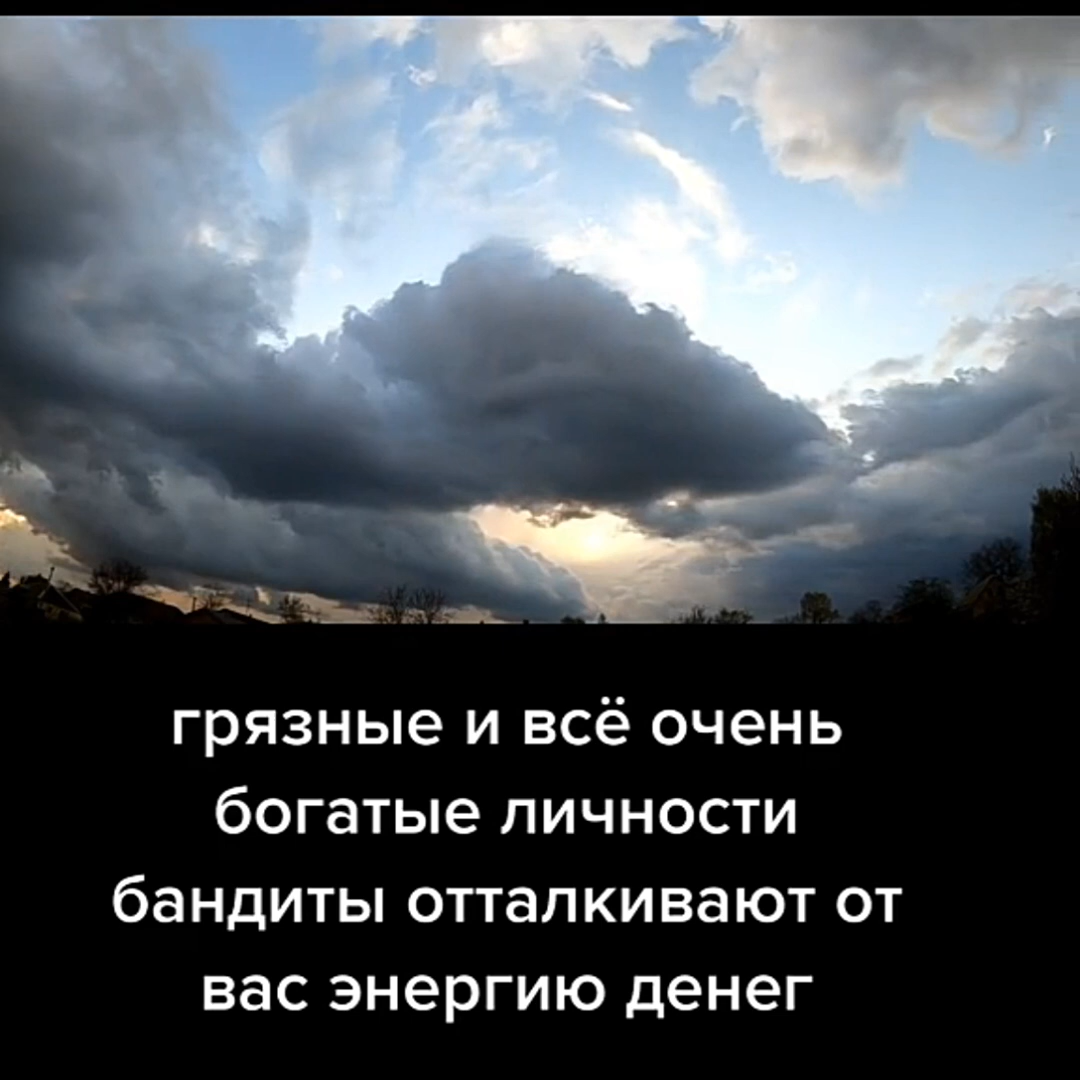 грязные и всё очень
богатые личности
бандиты отталкивают от
вас энергию денег